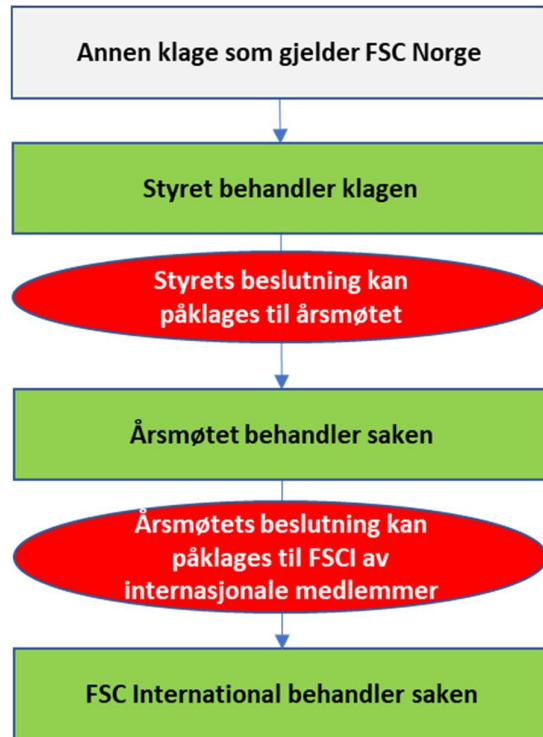 Annen klage som gjelder FSC Norge
Styret behandler klagen
Styrets beslutning kan
påklages til årsmøtet
Årsmøtet behandler saken
Årsmøtets beslutning kan
påklages til FSCI av
internasjonale medlemmer
FSC International behandler saken